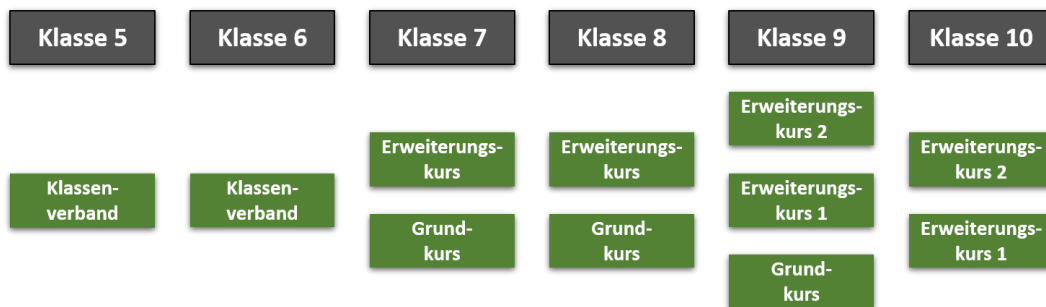 Klasse 5
Klasse 6
Klasse 7
Klasse 8
Klasse 9
Klasse 10
Klassen-
verband
Klassen-
verband
Erweiterungs-
kurs
Grund-
kurs
Erweiterungs-
kurs
Grund-
kurs
Erweiterungs-
kurs 2
Erweiterungs-
kurs 1
Grund-
kurs
Erweiterungs-
kurs 2
Erweiterungs-
kurs 1